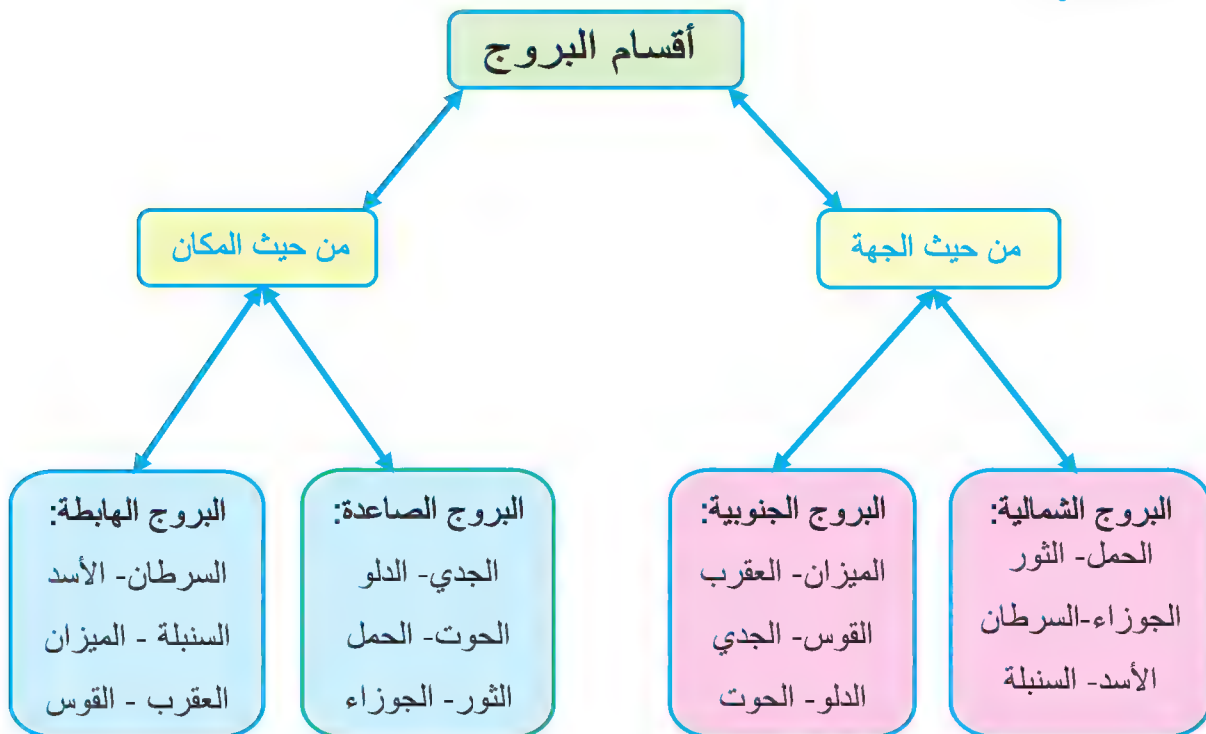 أقسام البروج
من حيث الجهة
من حيث المكان
البروج الشمالية:
الحمل- الثور
الجوزاء-السرطان
الأسد- السنبلة
البروج الجنوبية:
الميزان- العقرب
القوس- الجدي
الدلو- الحوت
البروج الصاعدة:
الجدي- الدلو
الحوت- الحمل
الثور- الجوزاء
البروج الهابطة:
السرطان- الأسد
السنبلة - الميزان
العقرب - القوس